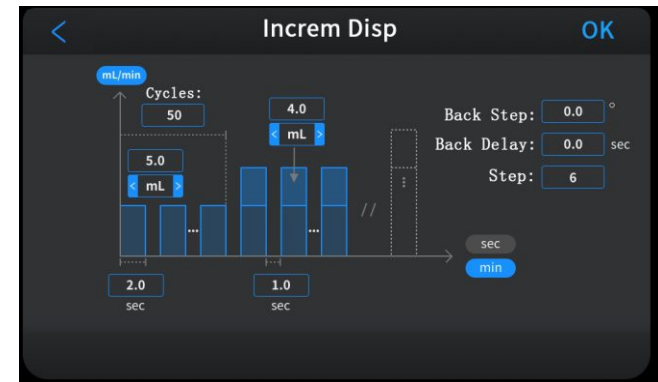 < Increm Disp OK
mL/min
Cycles:
50
4.0
< mL >
5.0
< mL >
Back Step: 0.0 °
Back Delay: 0.0 sec
Step: 6
...
...
//
⋮
sec
min
2.0
sec
1.0
sec